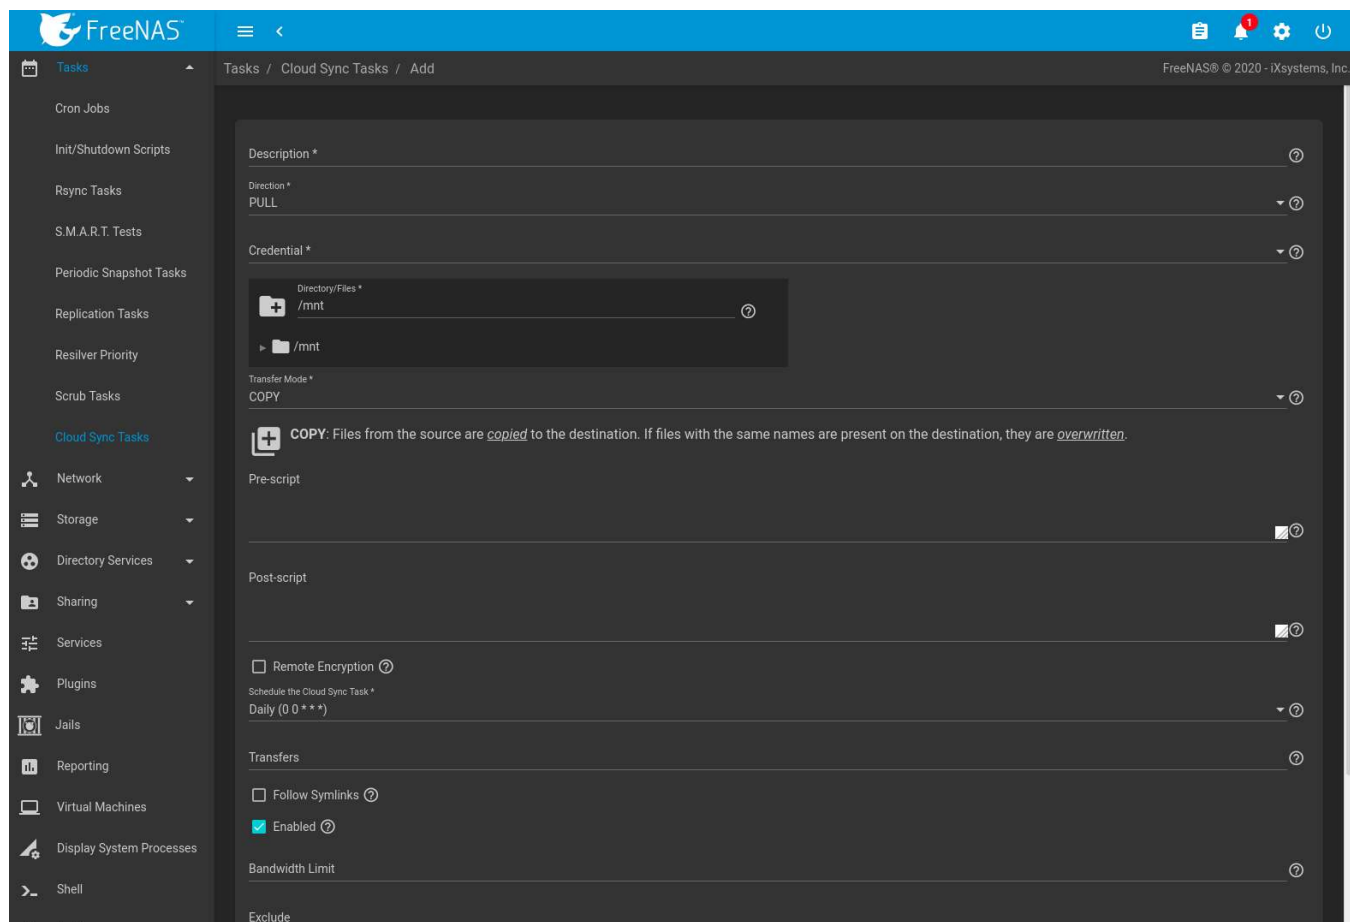 FreeNAS™
1
Tasks
Tasks / Cloud Sync Tasks / Add
FreeNAS® © 2020 - iXsystems, Inc.
Cron Jobs
Init/Shutdown Scripts
Rsync Tasks
S.M.A.R.T. Tests
Periodic Snapshot Tasks
Replication Tasks
Resilver Priority
Scrub Tasks
Cloud Sync Tasks
Network
Storage
Directory Services
Sharing
Services
Plugins
Jails
Reporting
Virtual Machines
Display System Processes
Shell
Description *
Direction *
PULL
Credential *
Directory/Files *
/mnt
/mnt
Transfer Mode *
COPY
COPY: Files from the source are copied to the destination. If files with the same names are present on the destination, they are overwritten.
Pre-script
Post-script
Remote Encryption
Schedule the Cloud Sync Task *
Daily (0 0 * * *)
Transfers
Follow Symlinks
Enabled
Bandwidth Limit
Exclude